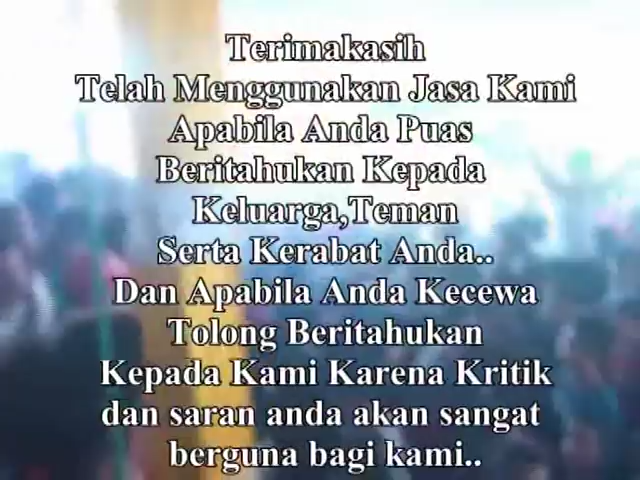 Terimakasih
Telah Menggunakan Jasa Kami
Apabila Anda Puas
Beritahukan Kepada
Keluarga,Teman
Serta Kerabat Anda..
Dan Apabila Anda Kecewa
Tolong Beritahukan
Kepada Kami Karena Kritik
dan saran anda akan sangat
berguna bagi kami..